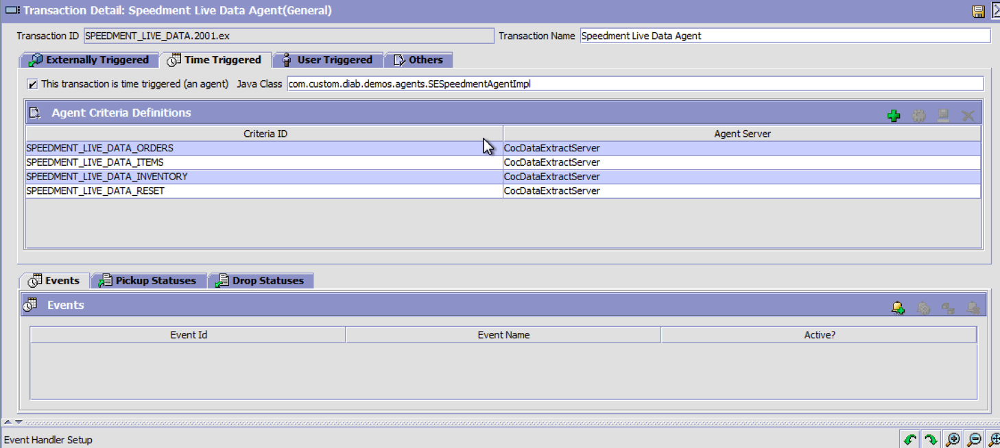 Transaction Detail: Speedment Live Data Agent(General)
Transaction ID SPEEDMENT_LIVE_DATA.2001.ex Transaction Name Speedment Live Data Agent
Externally Triggered Time Triggered User Triggered Others
This transaction is time triggered (an agent) Java Class com.custom.diab.demos.agents.SESpeedmentAgentImpl
Agent Criteria Definitions
Criteria ID Agent Server
SPEEDMENT_LIVE_DATA_ORDERS CocDataExtractServer
SPEEDMENT_LIVE_DATA_ITEMS CocDataExtractServer
SPEEDMENT_LIVE_DATA_INVENTORY CocDataExtractServer
SPEEDMENT_LIVE_DATA_RESET CocDataExtractServer
Events Pickup Statuses Drop Statuses
Events
Event Id Event Name Active?
Event Handler Setup